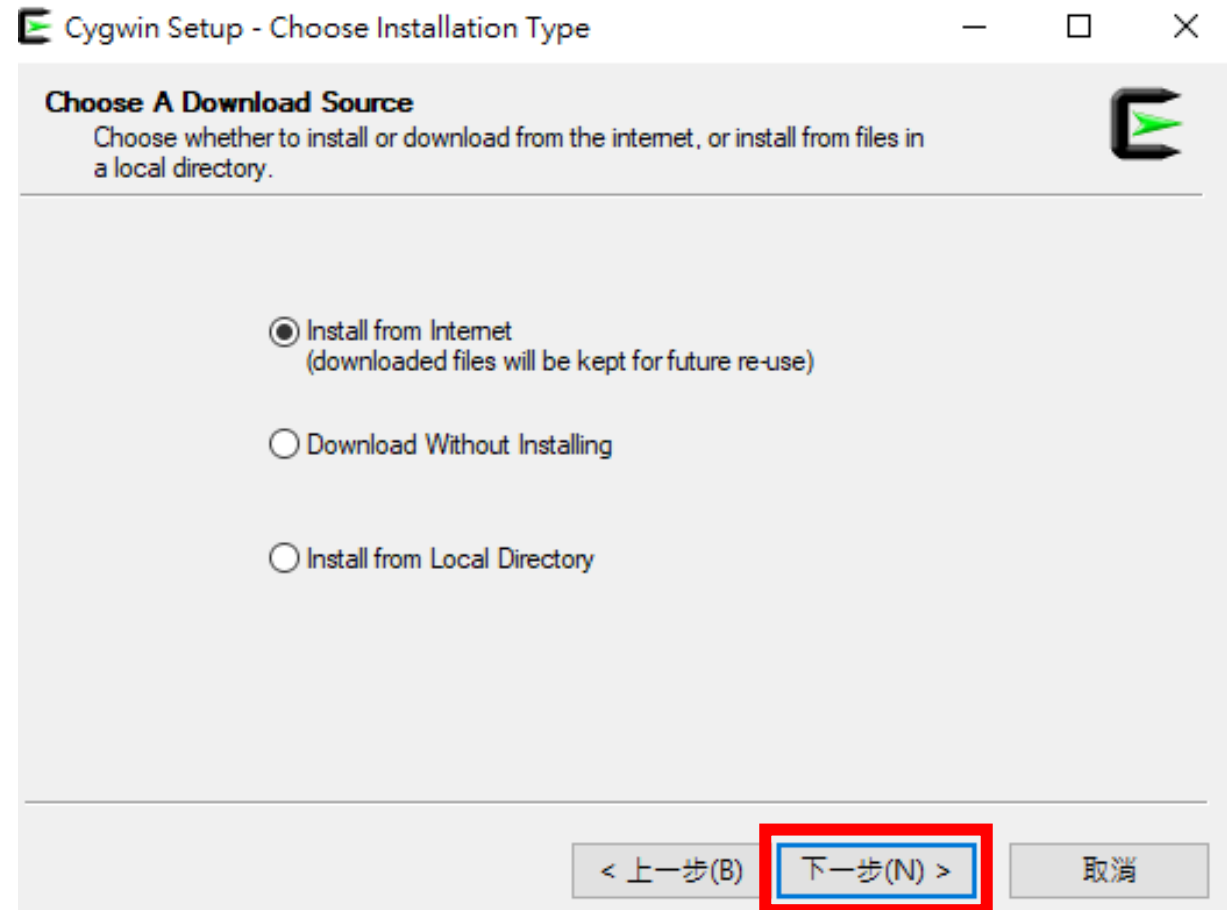 Cygwin Setup - Choose Installation Type
Choose A Download Source
Choose whether to install or download from the internet, or install from files in
a local directory.
Install from Internet
(downloaded files will be kept for future re-use)
Download Without Installing
Install from Local Directory
< 上一步(B) 下一步(N) > 取消